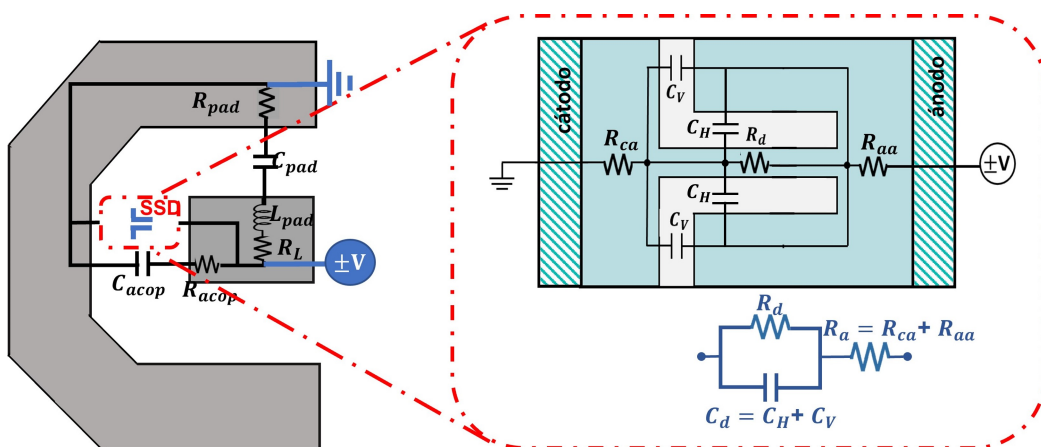 R_pad
C_pad
SSD
L_pad
R_L
±V
C_acop
R_acop
cátodo
ánodo
C_V
C_H
R_d
R_ca
R_aa
±V
C_H
C_V
R_d
R_a = R_ca + R_aa
C_d = C_H + C_V